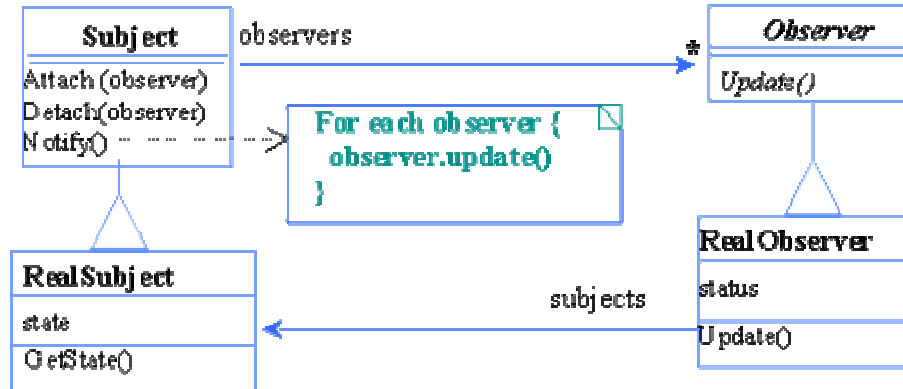 Subject
Attach (observer)
Detach(observer)
Notify()
observers
*
Observer
Update()
For each observer {
observer.update()
}
RealSubject
state
GetState()
subjects
RealObserver
status
Update()